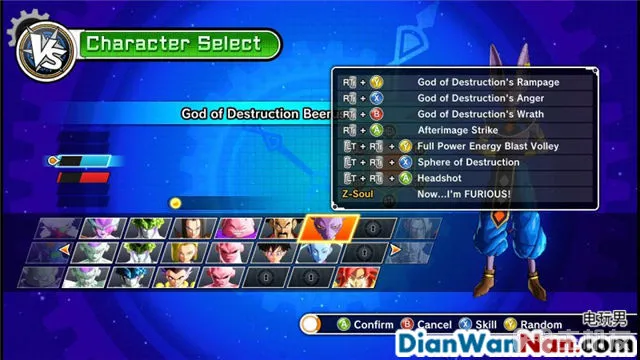 VS
Character Select
God of Destruction Beeru
RT + Y God of Destruction's Rampage
RT + X God of Destruction's Anger
RT + B God of Destruction's Wrath
RT + A Afterimage Strike
LT + RT + Y Full Power Energy Blast Volley
LT + RT + X Sphere of Destruction
LT + RT + A Headshot
Z-Soul Now...I'm FURIOUS!
A Confirm B Cancel X Skill Y Random
电玩男
DianWanNan.com